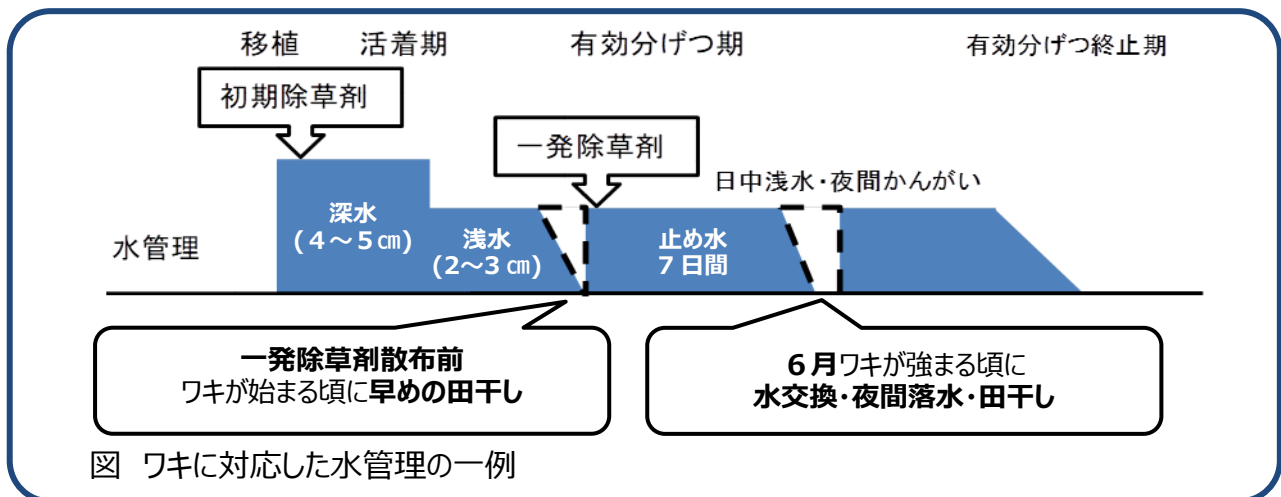 移植
活着期
有効分げつ期
有効分げつ終止期
初期除草剤
一発除草剤
日中浅水・夜間かんがい
水管理
深水
(4～5㎝)
浅水
(2～3㎝)
止め水
7日間
一発除草剤散布前
ワキが始まる頃に早めの田干し
6月ワキが強まる頃に
水交換・夜間落水・田干し
図 ワキに対応した水管理の一例